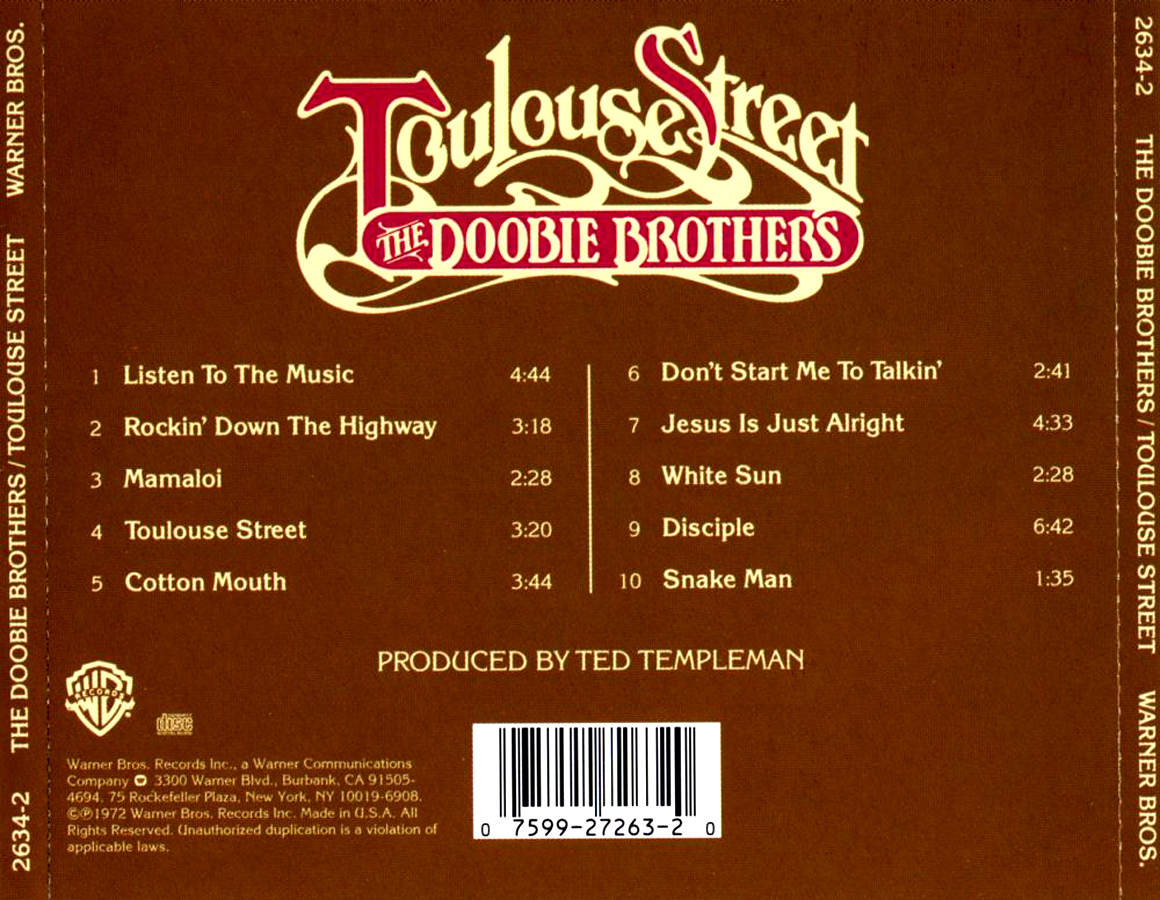 2634-2 THE DOOBIE BROTHERS / TOULOUSE STREET WARNER BROS.
Toulouse Street
THE DOOBIE BROTHERS
1 Listen To The Music 4:44
2 Rockin' Down The Highway 3:18
3 Mamaloi 2:28
4 Toulouse Street 3:20
5 Cotton Mouth 3:44
6 Don't Start Me To Talkin' 2:41
7 Jesus Is Just Alright 4:33
8 White Sun 2:28
9 Disciple 6:42
10 Snake Man 1:35
PRODUCED BY TED TEMPLEMAN
RECORDS
disc
Warner Bros. Records Inc., a Warner Communications
Company 3300 Warner Blvd., Burbank, CA 91505-
4694. 75 Rockefeller Plaza, New York, NY 10019-6908.
©℗1972 Warner Bros. Records Inc. Made in U.S.A. All
Rights Reserved. Unauthorized duplication is a violation of
applicable laws.
0 7599-27263-2 0
2634-2 THE DOOBIE BROTHERS / TOULOUSE STREET WARNER BROS.